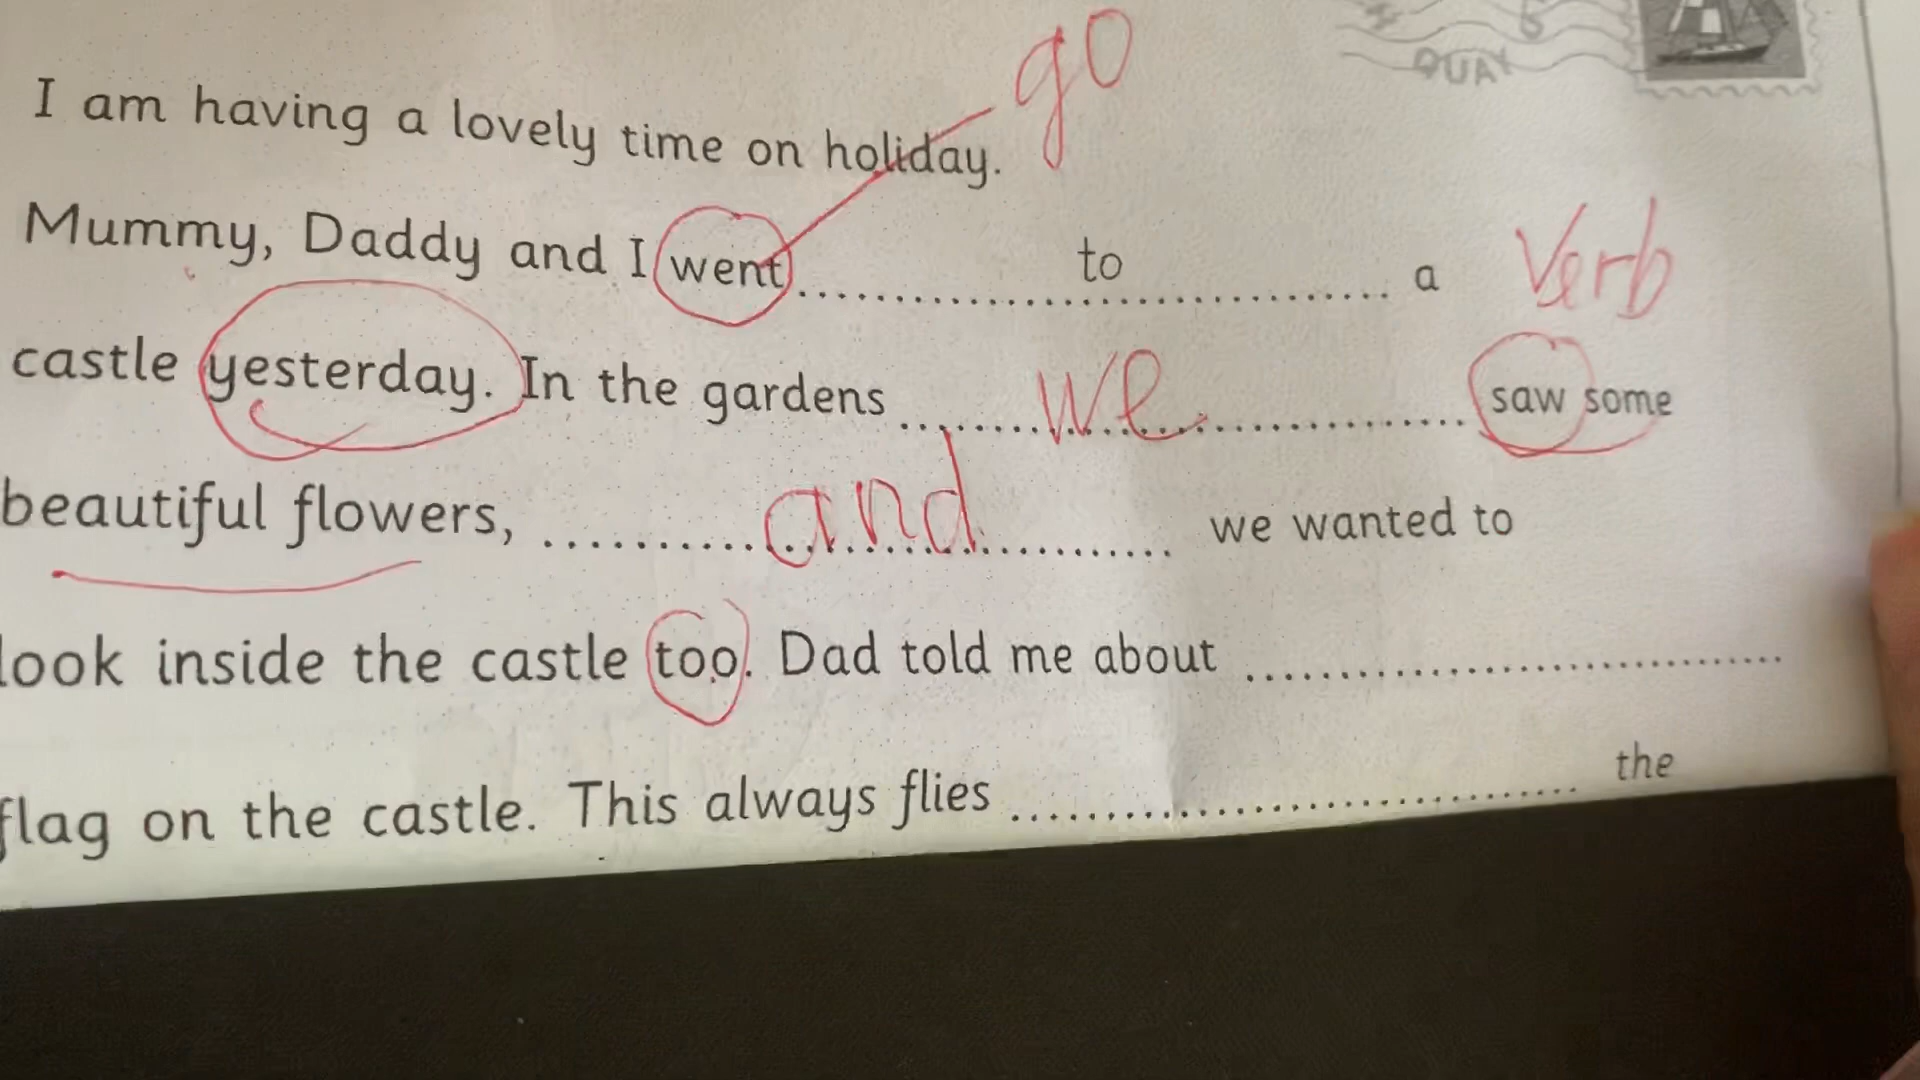 go
QUAY
I am having a lovely time on holiday.
Mummy, Daddy and I went.............................. to a Verb
castle yesterday. In the gardens ........we............... saw some
beautiful flowers, ...........and........... we wanted to
look inside the castle too. Dad told me about ..............................
flag on the castle. This always flies .............................. the